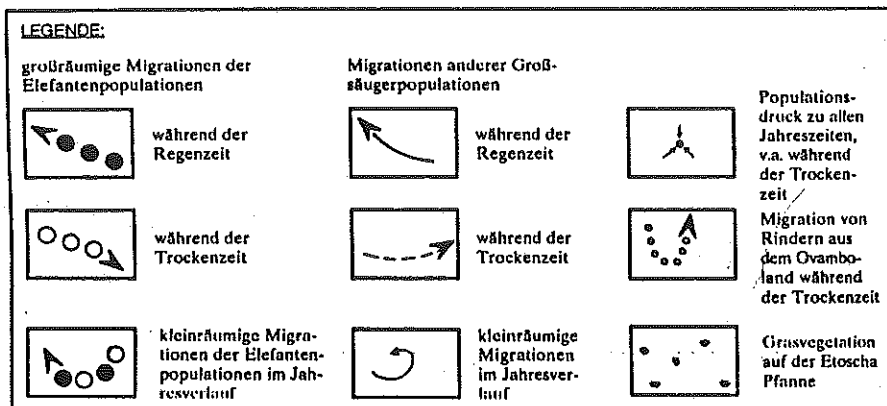 LEGENDE:
großräumige Migrationen der
Elefantenpopulationen
während der
Regenzeit
während der
Trockenzeit
kleinräumige Migra-
tionen der Elefanten-
populationen im Jah-
resverlauf
Migrationen anderer Groß-
säugerpopulationen
während der
Regenzeit
während der
Trockenzeit
kleinräumige
Migrationen
im Jahresver-
lauf
Populations-
druck zu allen
Jahreszeiten,
v.a. während
der Trocken-
zeit
Migration von
Rindern aus
dem Ovambo-
land während
der Trockenzeit
Grasvegetation
auf der Etoscha
Pfanne